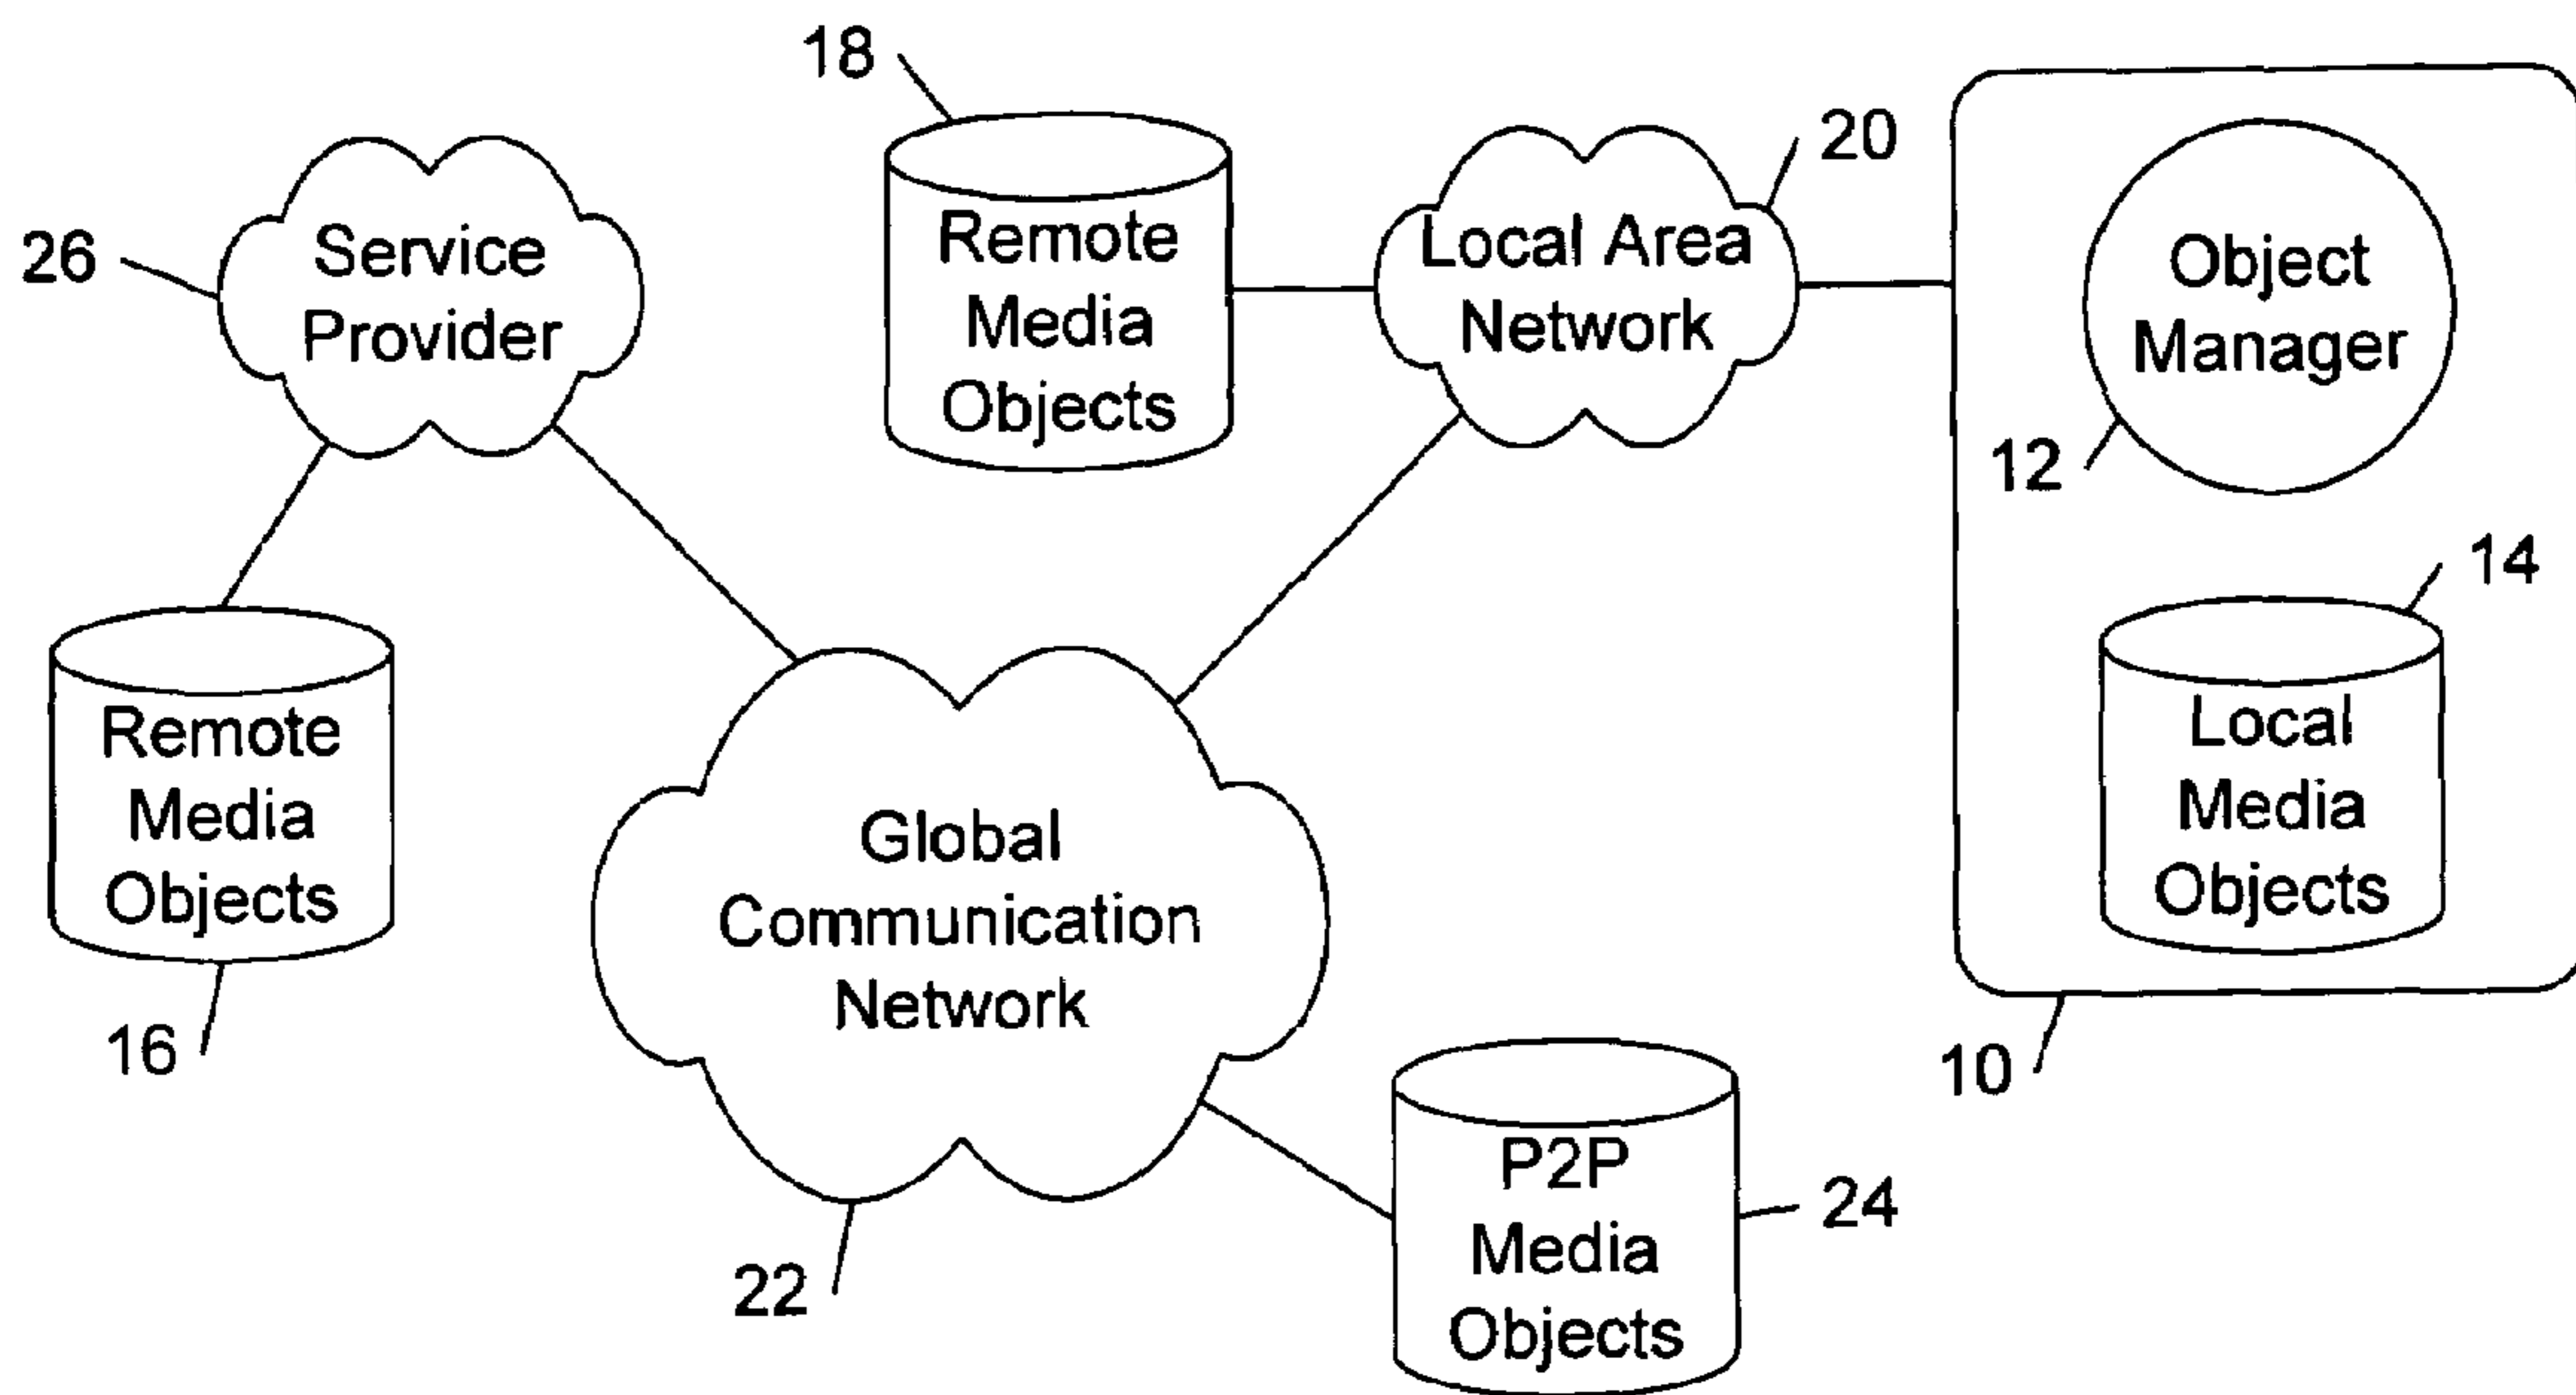 18
20
26
Service
Provider
Remote
Media
Objects
Local Area
Network
Object
Manager
12
14
Remote
Media
Objects
16
Global
Communication
Network
22
Local
Media
Objects
10
P2P
Media
Objects
24